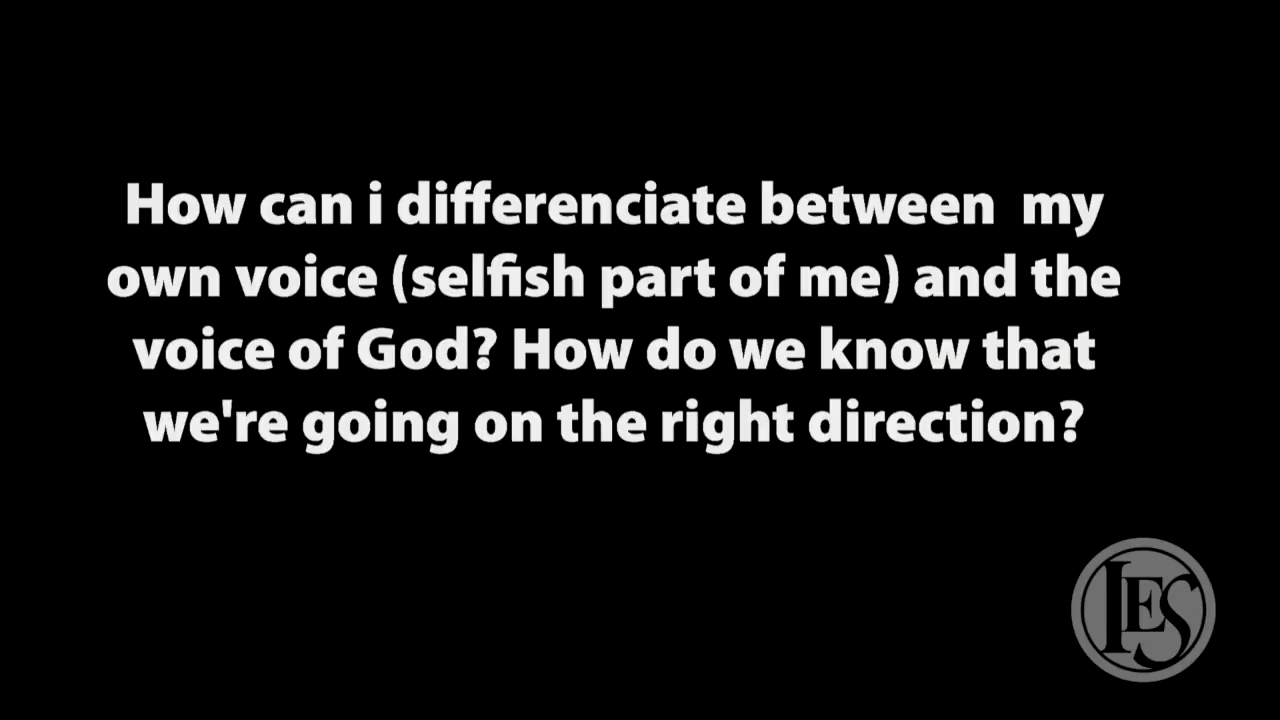 How can i differenciate between  my
own voice (selfish part of me) and the
voice of God? How do we know that
we're going on the right direction?
IES